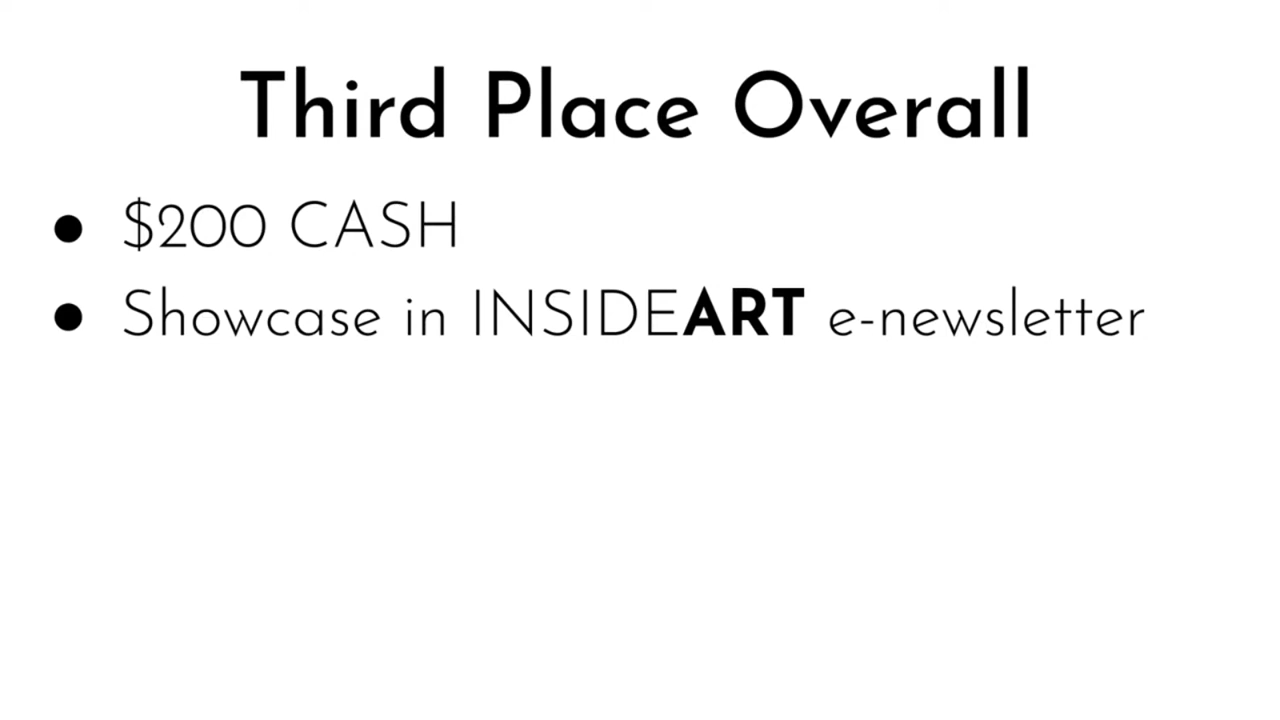 Third Place Overall
● $200 CASH
● Showcase in INSIDEART e-newsletter